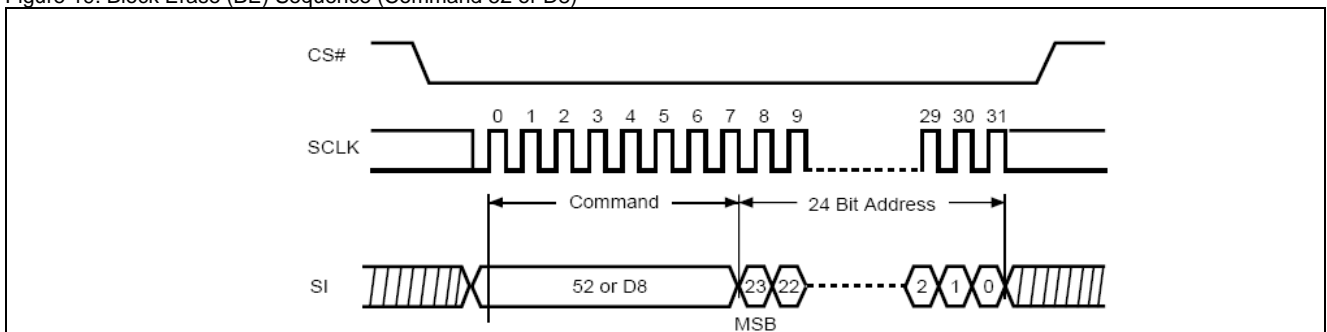 Figure 19. Block Erase (BE) Sequence (Command 52 or D8)
CS#
0 1 2 3 4 5 6 7 8 9 29 30 31
SCLK
Command
24 Bit Address
SI
52 or D8
23 22 2 1 0
MSB